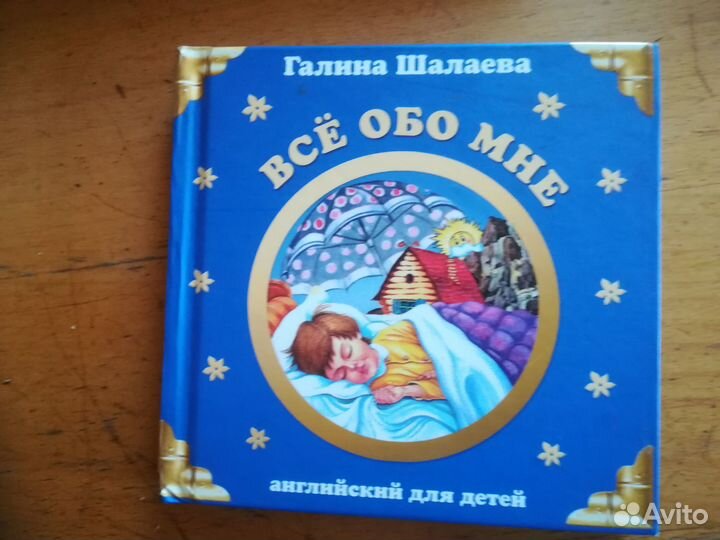 Галина Шалаева
ВСЁ ОБО МНЕ
английский для детей
Avito